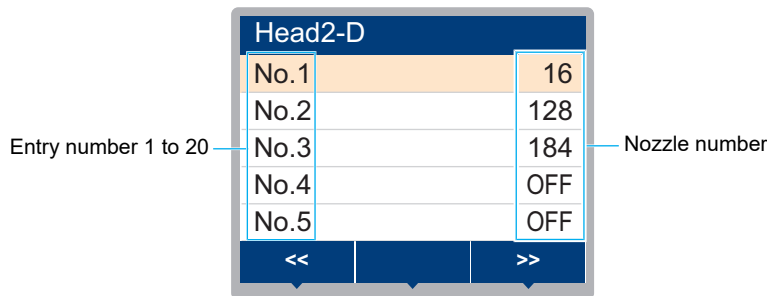 Head2-D
No.1 16
No.2 128
Entry number 1 to 20 No.3 184 Nozzle number
No.4 OFF
No.5 OFF
<< >>